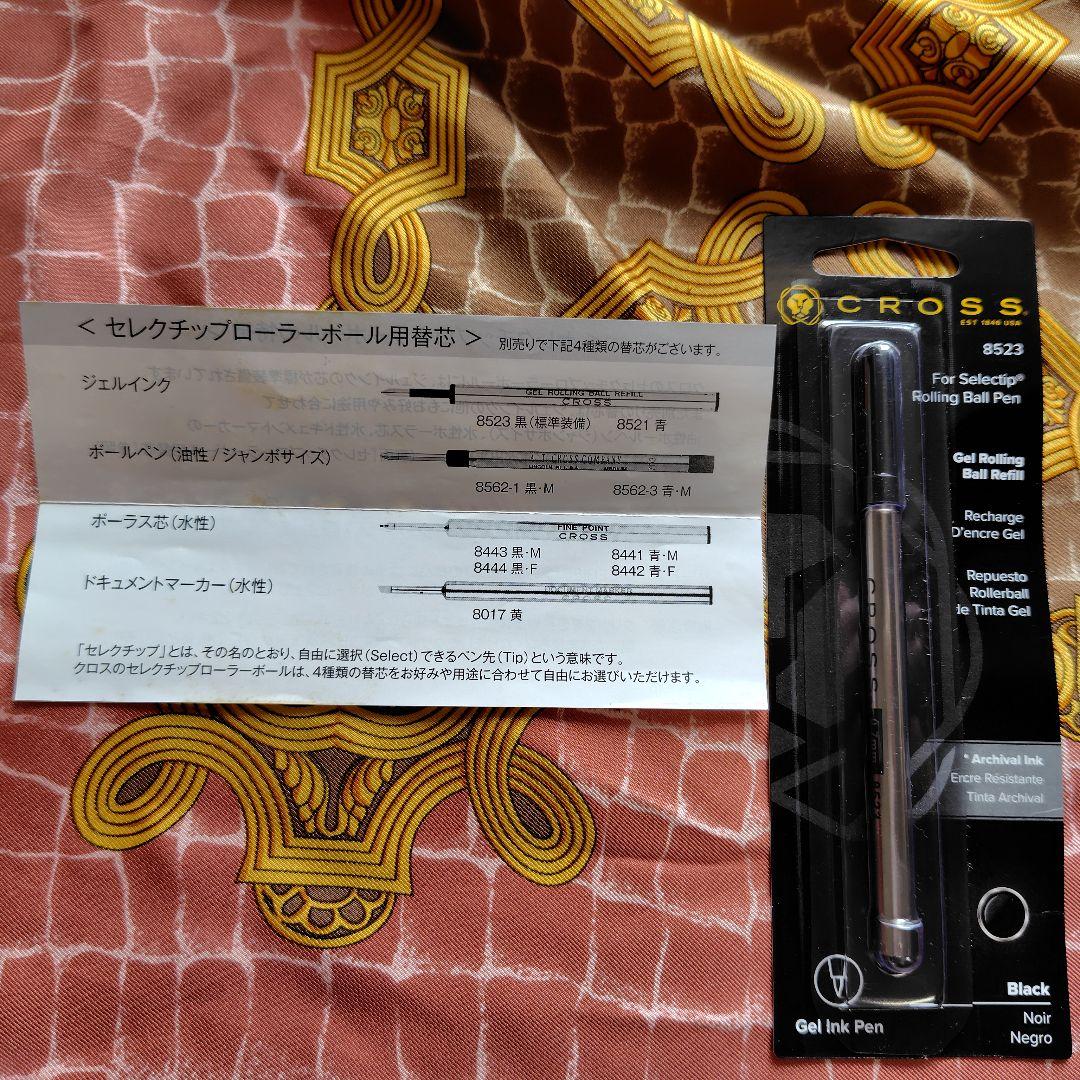 < セレクチップローラーボール用替芯 > 別売りで下記4種類の替芯がございます。
ジェルインク
GEL ROLLING BALL REFILL
CROSS
8523 黒(標準装備) 8521 青
ボールペン(油性/ジャンボサイズ)
8562-1 黒・M 8562-3 青・M
ポーラス芯(水性)
FINE POINT
CROSS
8443 黒・M 8441 青・M
8444 黒・F 8442 青・F
ドキュメントマーカー(水性)
DOCUMENT MARKER
8017 黄
「セレクチップ」とは、その名のとおり、自由に選択(Select)できるペン先(Tip)という意味です。
クロスのセレクチップローラーボールは、4種類の替芯をお好みや用途に合わせて自由にお選びいただけます。
CROSS®
EST 1846 USA
8523
For Selectip®
Rolling Ball Pen
Gel Rolling
Ball Refill
Recharge
D'encre Gel
Repuesto
Rollerball
de Tinta Gel
CROSS
* Archival Ink
Encre Résistante
Tinta Archival
Gel Ink Pen
Black
Noir
Negro